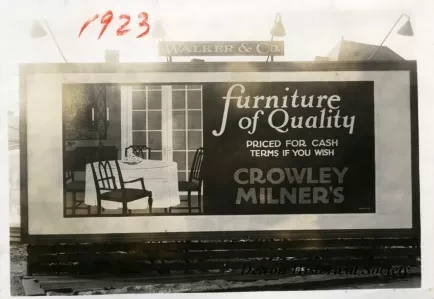 1923
WALKER & CO.
furniture
of Quality
PRICED FOR CASH
TERMS IF YOU WISH
CROWLEY
MILNER'S
Detroit Historical Society